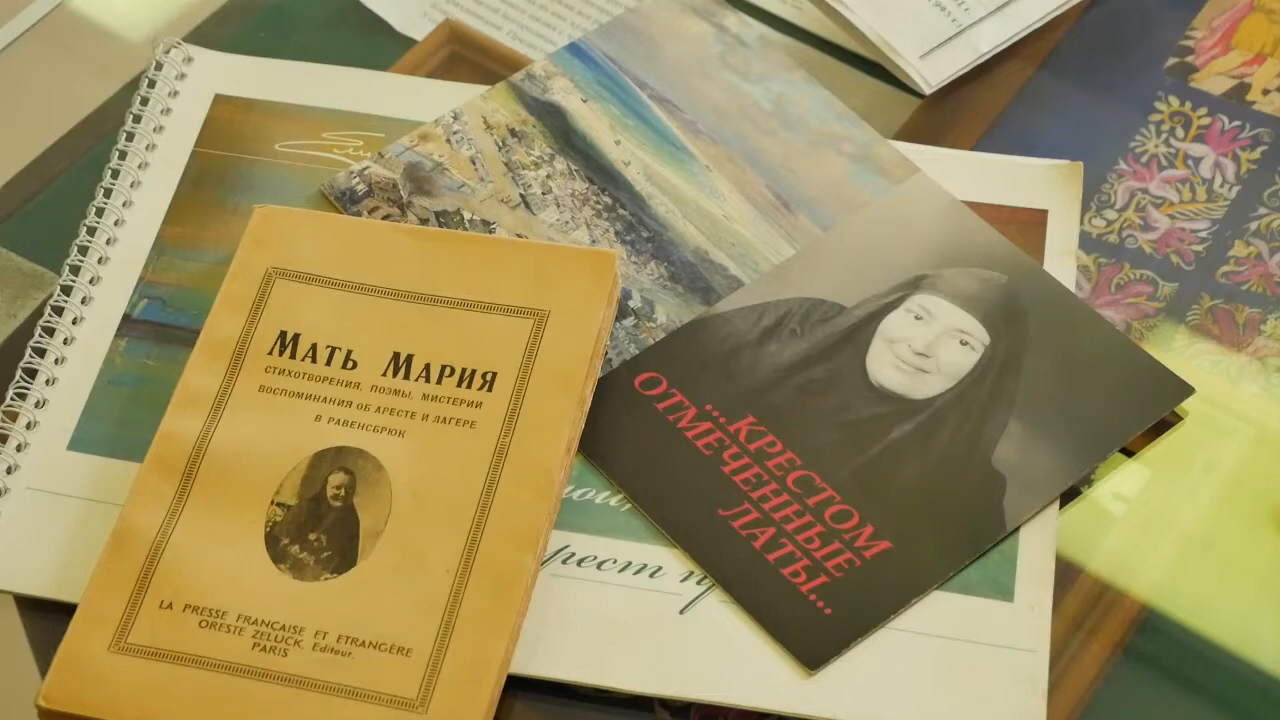 МАТЬ МАРИЯ
СТИХОТВОРЕНИЯ, ПОЭМЫ, МИСТЕРИИ
ВОСПОМИНАНИЯ ОБ АРЕСТЕ И ЛАГЕРЕ
В РАВЕНСБРЮК
LA PRESSE FRANÇAISE ET ETRANGÈRE
ORESTE ZELUCK, Editeur.
PARIS
...КРЕСТОМ
ОТМЕЧЕННЫЕ
ЛАТЫ...